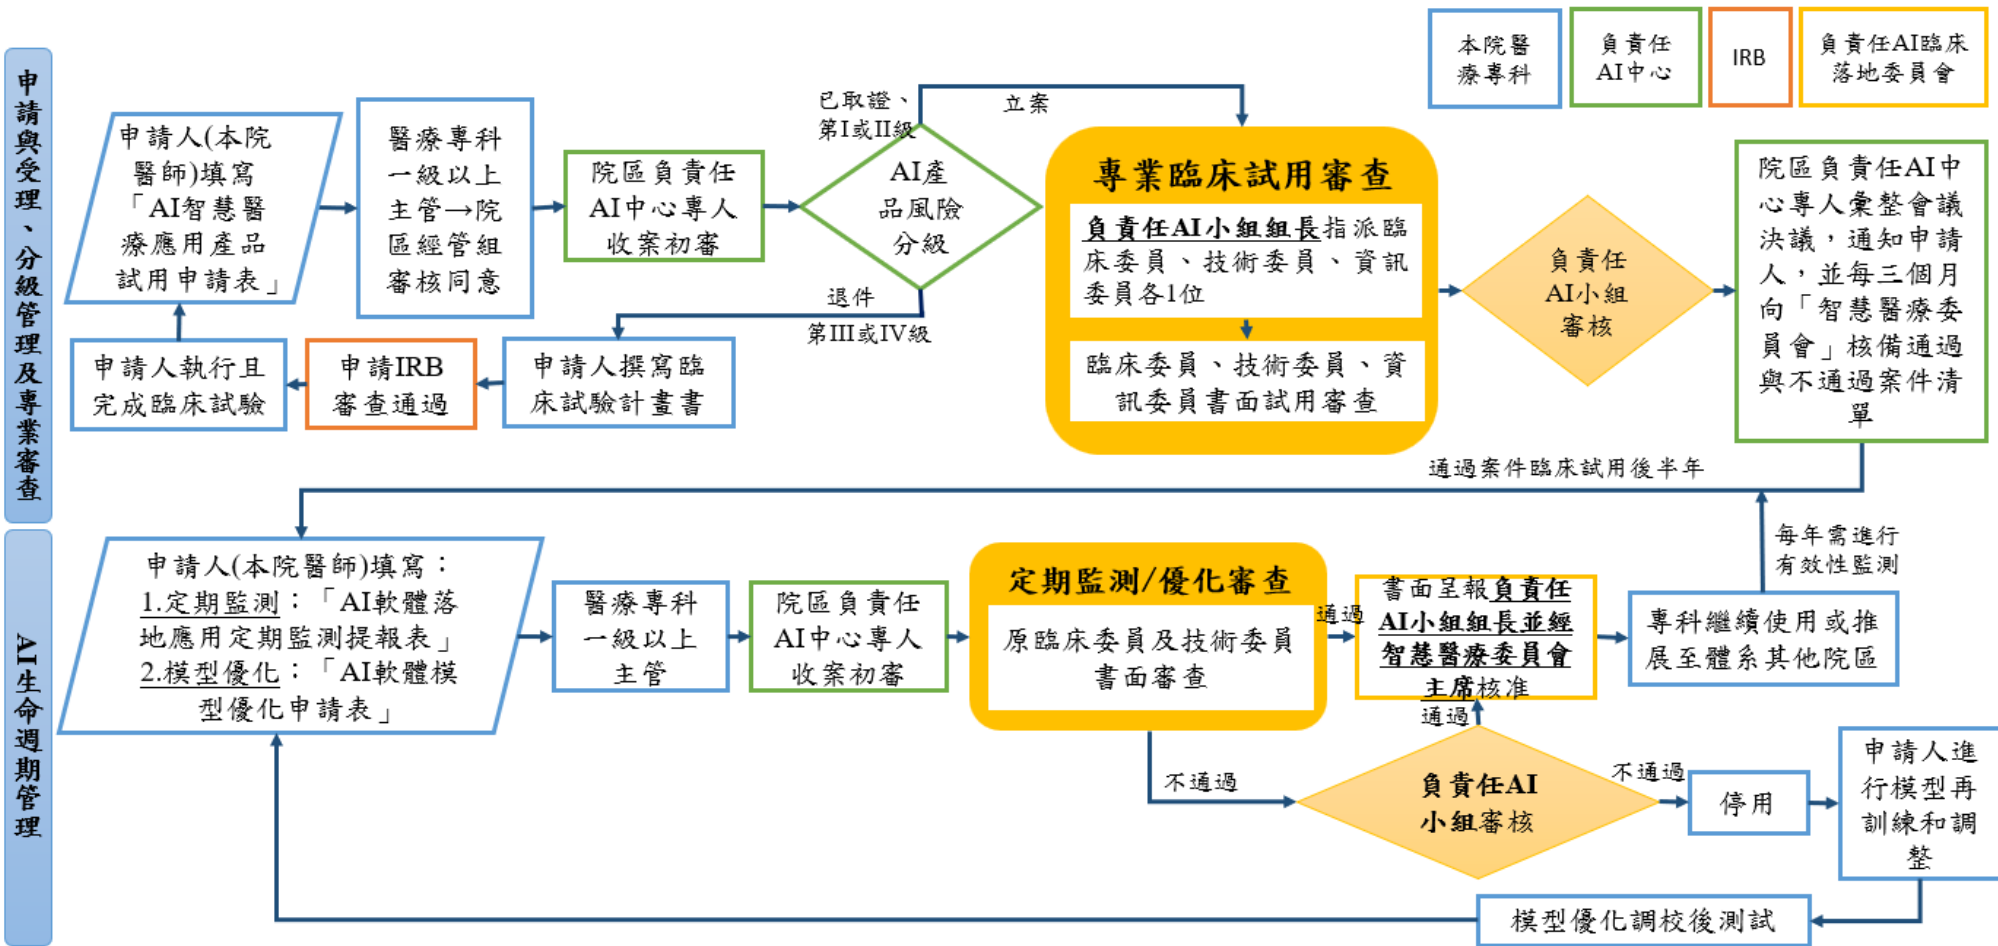 本院醫
療專科
負責任
AI中心
IRB
負責任AI臨床
落地委員會
申請與受理、分級管理及專業審查
申請人(本院
醫師)填寫
「AI智慧醫
療應用產品
試用申請表」
醫療專科
一級以上
主管→院
區經管組
審核同意
院區負責任
AI中心專人
收案初審
已取證、
第I或II級
立案
AI產
品風險
分級
退件
第III或IV級
申請人撰寫臨
床試驗計畫書
申請IRB
審查通過
申請人執行且
完成臨床試驗
專業臨床試用審查
負責任AI小組組長指派臨
床委員、技術委員、資訊
委員各1位
臨床委員、技術委員、資
訊委員書面試用審查
負責任
AI小組
審核
院區負責任AI中
心專人彙整會議
決議，通知申請
人，並每三個月
向「智慧醫療委
員會」核備通過
與不通過案件清
單
通過案件臨床試用後半年
AI生命週期管理
申請人(本院醫師)填寫：
1.定期監測：「AI軟體落
地應用定期監測提報表」
2.模型優化：「AI軟體模
型優化申請表」
醫療專科
一級以上
主管
院區負責任
AI中心專人
收案初審
定期監測/優化審查
原臨床委員及技術委員
書面審查
通過
書面呈報負責任
AI小組組長並經
智慧醫療委員會
主席核准
通過
每年需進行
有效性監測
專科繼續使用或推
展至體系其他院區
不通過
負責任AI
小組審核
不通過
停用
申請人進
行模型再
訓練和調
整
模型優化調校後測試